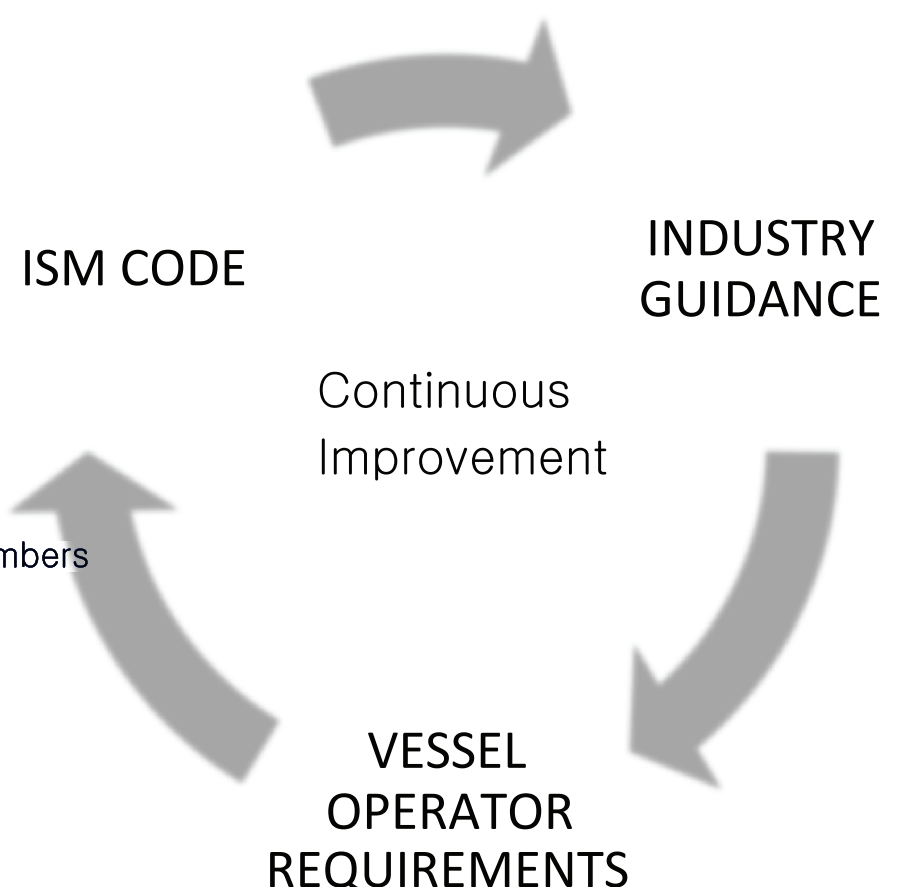 ISM CODE
INDUSTRY
GUIDANCE
Continuous
Improvement
mbers
VESSEL
OPERATOR
REQUIREMENTS